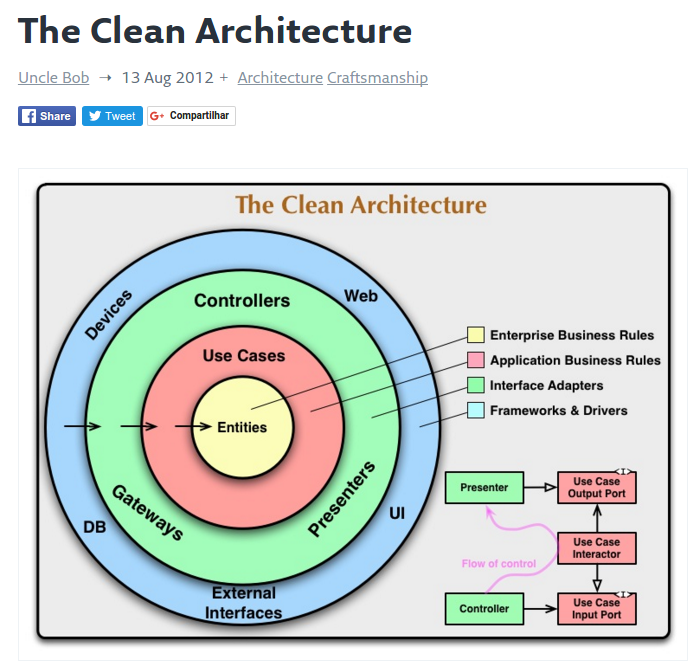 The Clean Architecture
Uncle Bob → 13 Aug 2012 + Architecture Craftsmanship
Share Tweet G+ Compartilhar
The Clean Architecture
Devices
Web
Controllers
Use Cases
Entities
Gateways
Presenters
DB
UI
External
Interfaces
Enterprise Business Rules
Application Business Rules
Interface Adapters
Frameworks & Drivers
Presenter
Use Case
Output Port
<I>
Flow of control
Use Case
Interactor
Controller
Use Case
Input Port
<I>